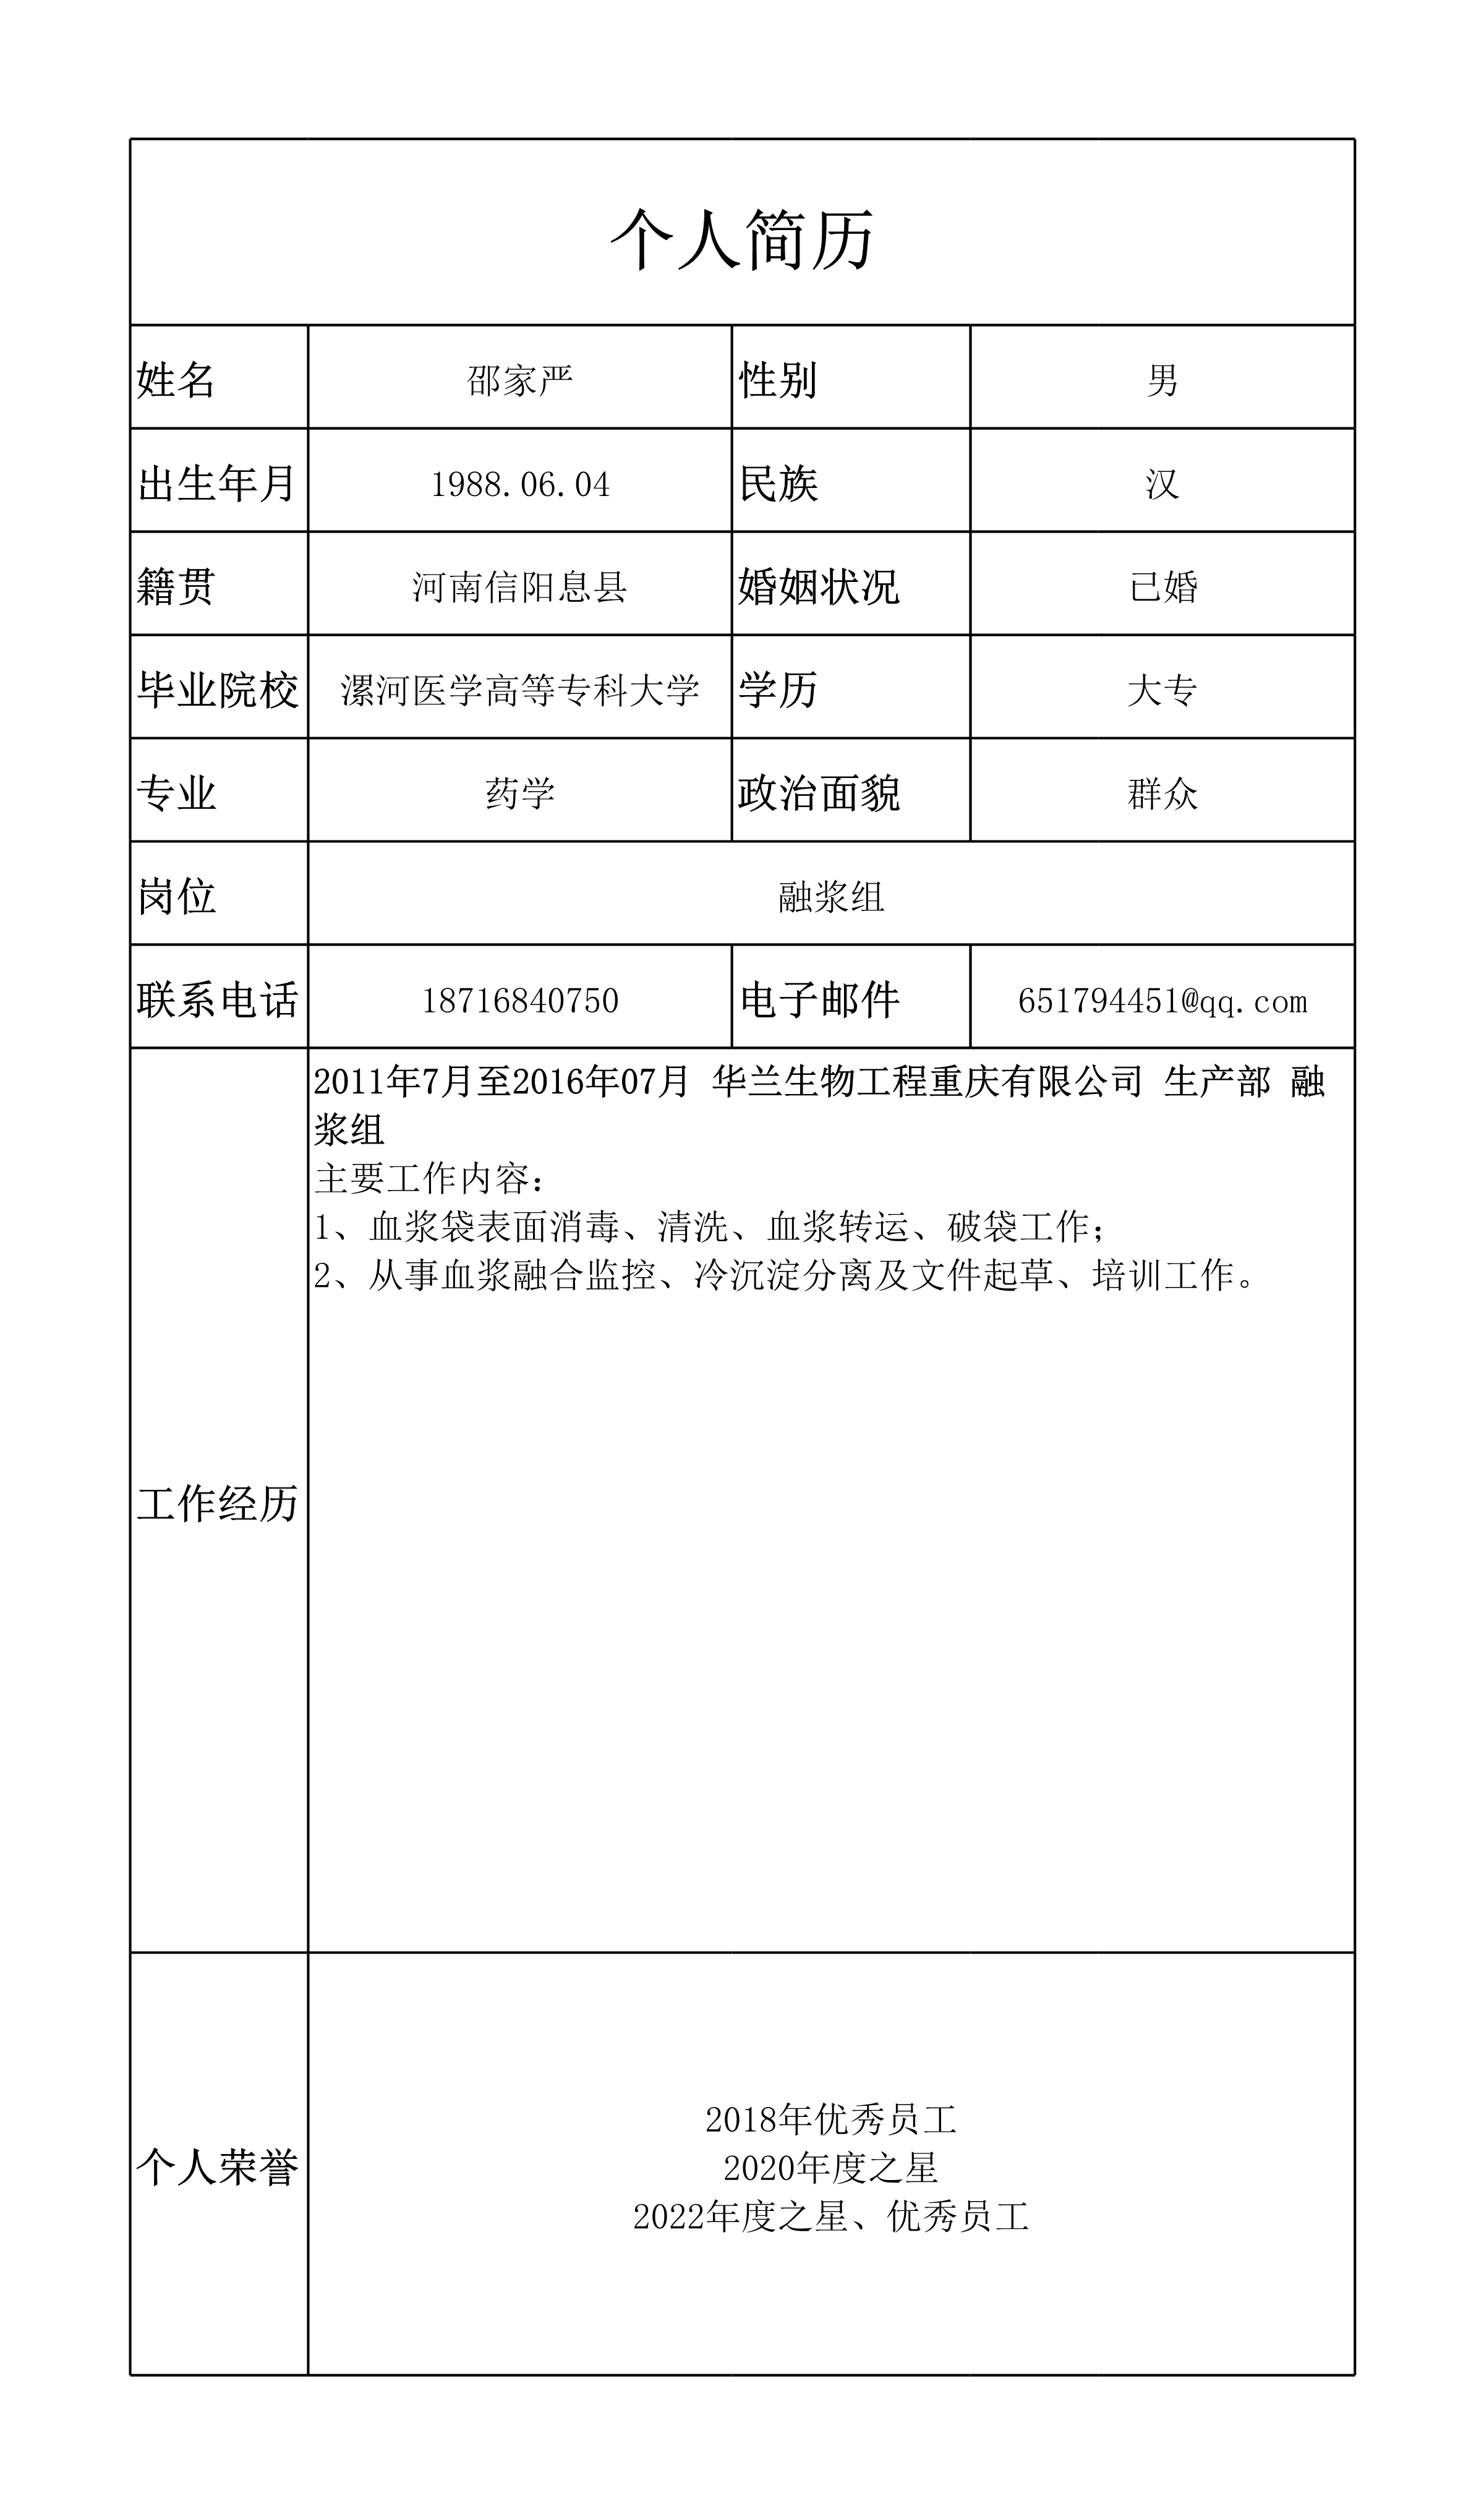 个人简历
姓名 邵家严 性别 男
出生年月 1988.06.04 民族 汉
籍贯 河南信阳息县 婚姻状况 已婚
毕业院校 漯河医学高等专科大学 学历 大专
专业 药学 政治面貌 群众
岗位 融浆组
联系电话 18716840750 电子邮件 651794451@qq.com
2011年7月至2016年07月 华兰生物工程重庆有限公司 生产部 融
浆组
主要工作内容：
1、血浆袋表面消毒、清洗、血浆转运、破袋工作；
2、从事血浆融合监控、冷沉淀分离及文件起草、培训工作。
工作经历
2018年优秀员工
2020年度之星
个人荣誉
2022年度之星、优秀员工